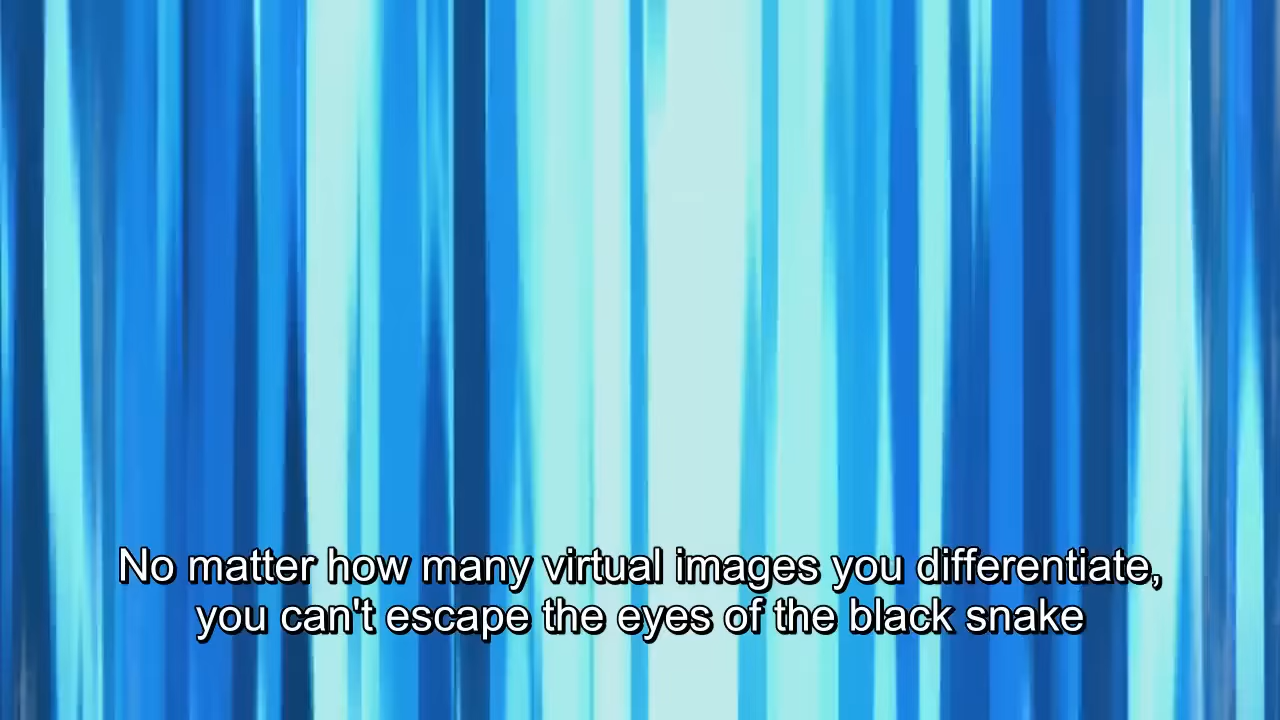 No matter how many virtual images you differentiate,
you can't escape the eyes of the black snake